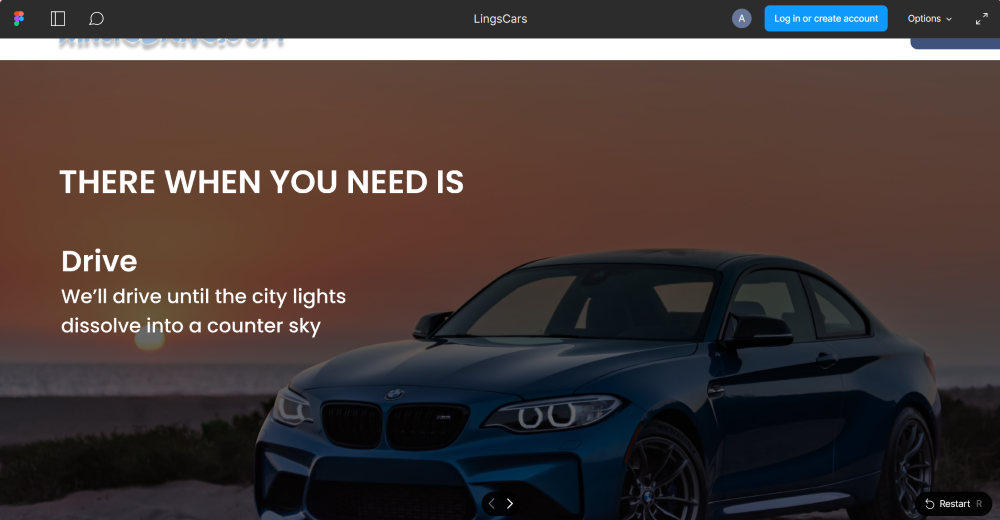 LingsCars
A
Log in or create account
Options
THERE WHEN YOU NEED IS
Drive
We’ll drive until the city lights
dissolve into a counter sky
Restart R